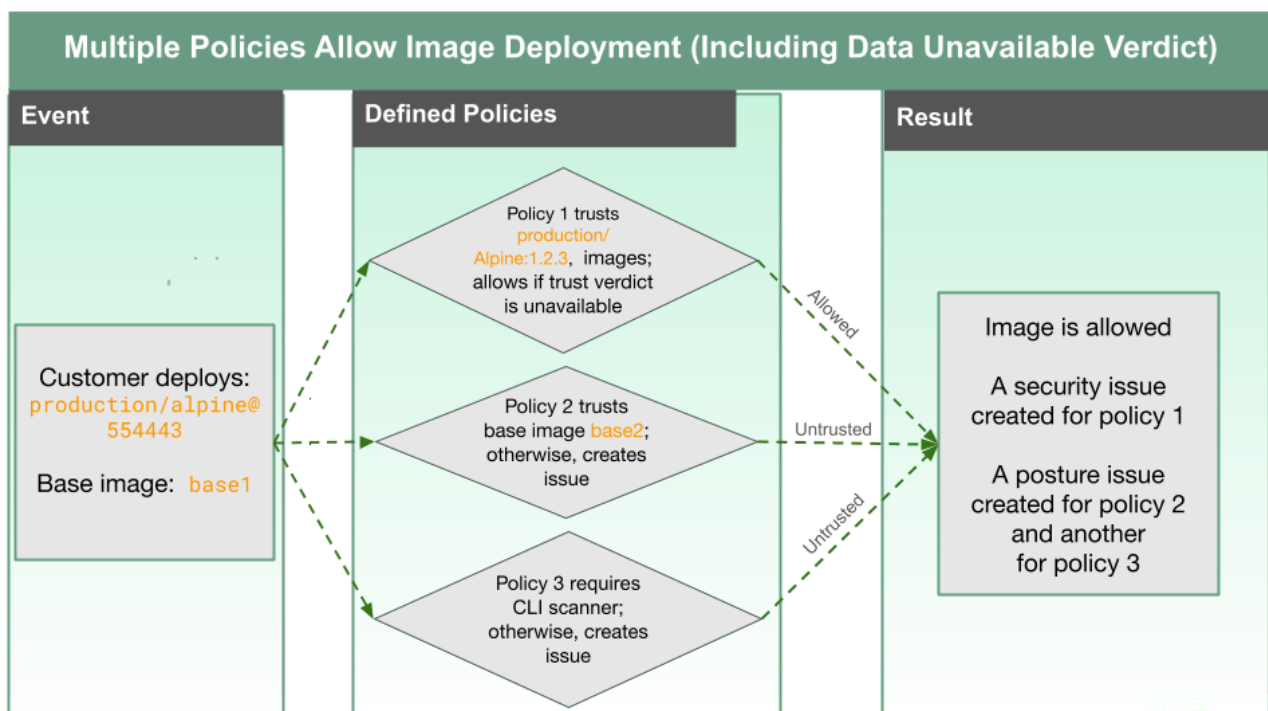 Multiple Policies Allow Image Deployment (Including Data Unavailable Verdict)
Event
Defined Policies
Result
Customer deploys:
production/alpine@
554443
Base image: base1
Policy 1 trusts
production/
Alpine:1.2.3, images;
allows if trust verdict
is unavailable
Policy 2 trusts
base image base2;
otherwise, creates
issue
Policy 3 requires
CLI scanner;
otherwise, creates
issue
Allowed
Untrusted
Untrusted
Image is allowed
A security issue
created for policy 1
A posture issue
created for policy 2
and another
for policy 3